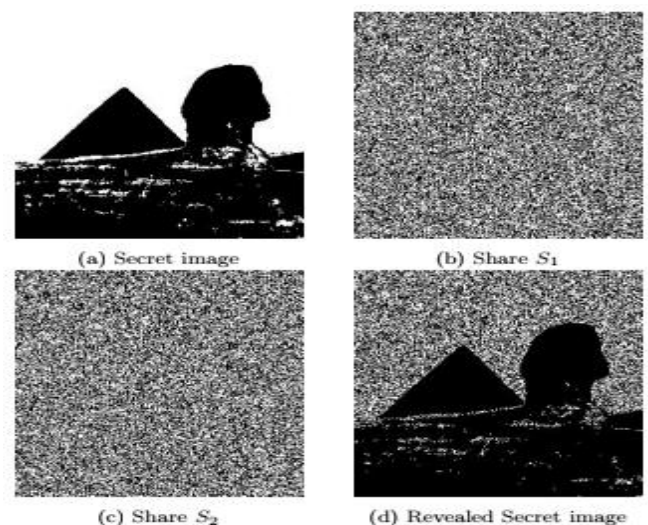 (a) Secret image
(b) Share S₁
(c) Share S₂
(d) Revealed Secret image